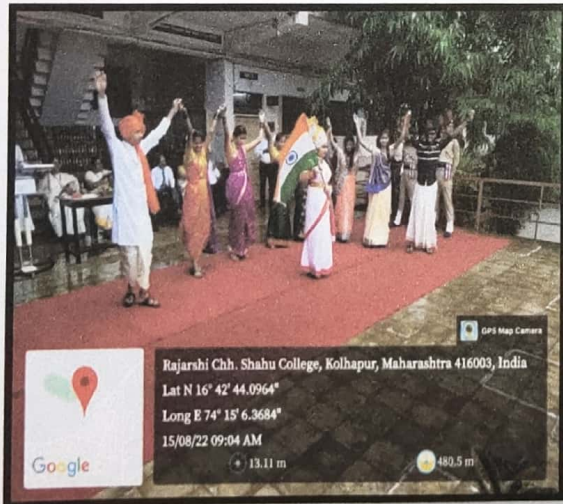 GPS Map Camera
Rajarshi Chh. Shahu College, Kolhapur, Maharashtra 416003, India
Lat N 16° 42' 44.0964"
Long E 74° 15' 6.3684"
15/08/22 09:04 AM
13.11 m
480.5 m
Google